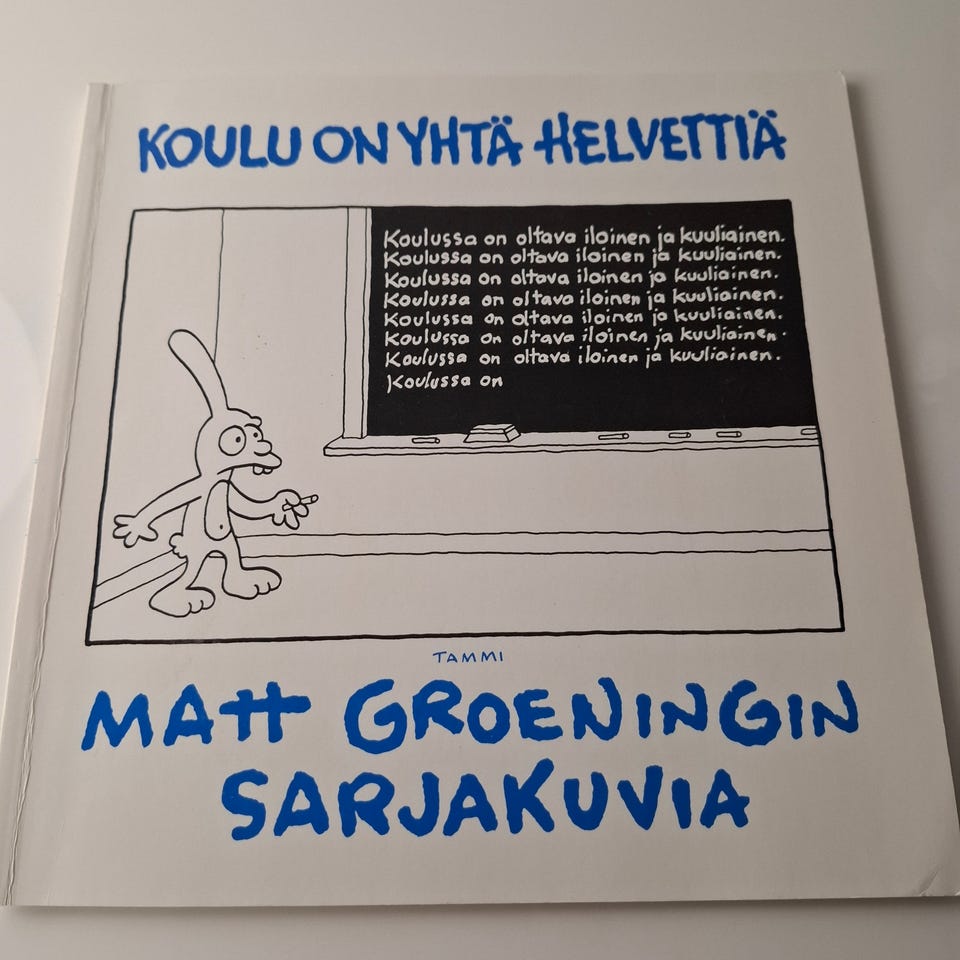 KOULU ON YHTÄ HELVETTIÄ
Koulussa on oltava iloinen ja kuuliainen.
Koulussa on oltava iloinen ja kuuliainen.
Koulussa on oltava iloinen ja kuuliainen.
Koulussa on oltava iloinen ja kuuliainen.
Koulussa on oltava iloinen ja kuuliainen.
Koulussa on oltava iloinen ja kuuliainen.
Koulussa on oltava iloinen ja kuuliainen.
Koulussa on
TAMMI
MATT GROENINGIN
SARJAKUVIA